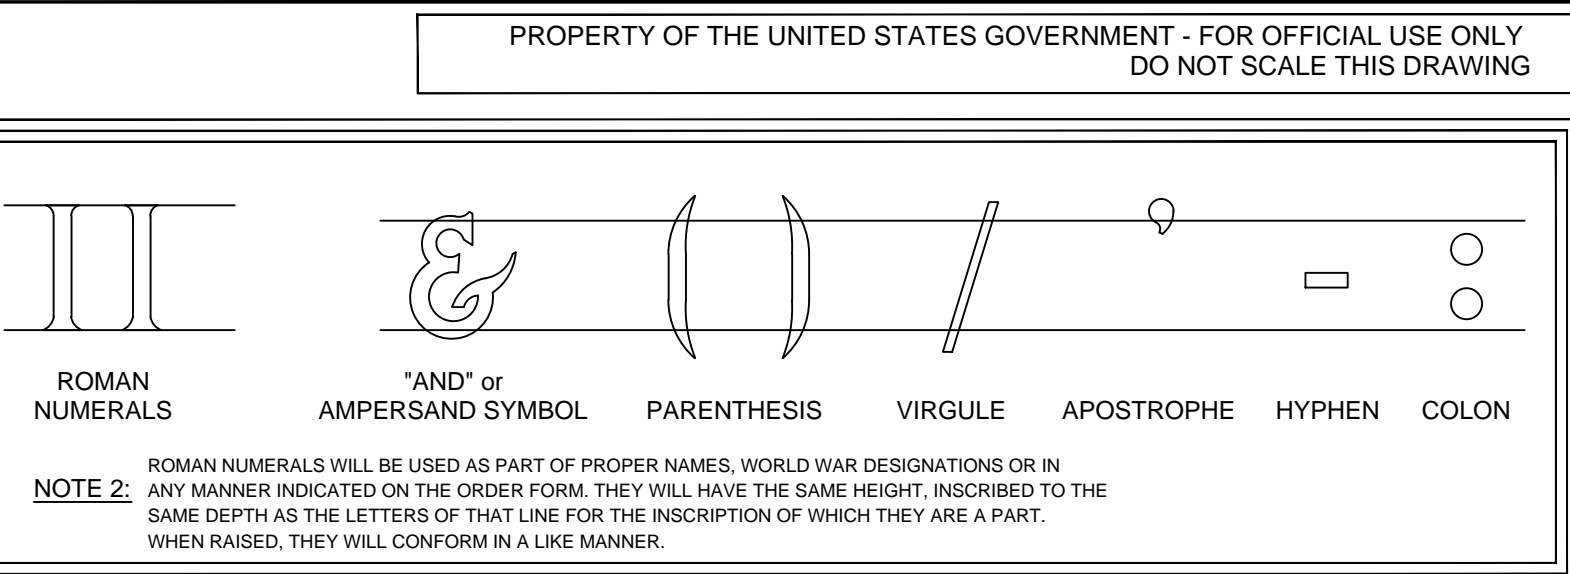 PROPERTY OF THE UNITED STATES GOVERNMENT - FOR OFFICIAL USE ONLY
DO NOT SCALE THIS DRAWING
II & ( ) / ’ - :
ROMAN NUMERALS
"AND" or AMPERSAND SYMBOL
PARENTHESIS
VIRGULE
APOSTROPHE
HYPHEN
COLON
NOTE 2:
ROMAN NUMERALS WILL BE USED AS PART OF PROPER NAMES, WORLD WAR DESIGNATIONS OR IN
ANY MANNER INDICATED ON THE ORDER FORM. THEY WILL HAVE THE SAME HEIGHT, INSCRIBED TO THE
SAME DEPTH AS THE LETTERS OF THAT LINE FOR THE INSCRIPTION OF WHICH THEY ARE A PART.
WHEN RAISED, THEY WILL CONFORM IN A LIKE MANNER.